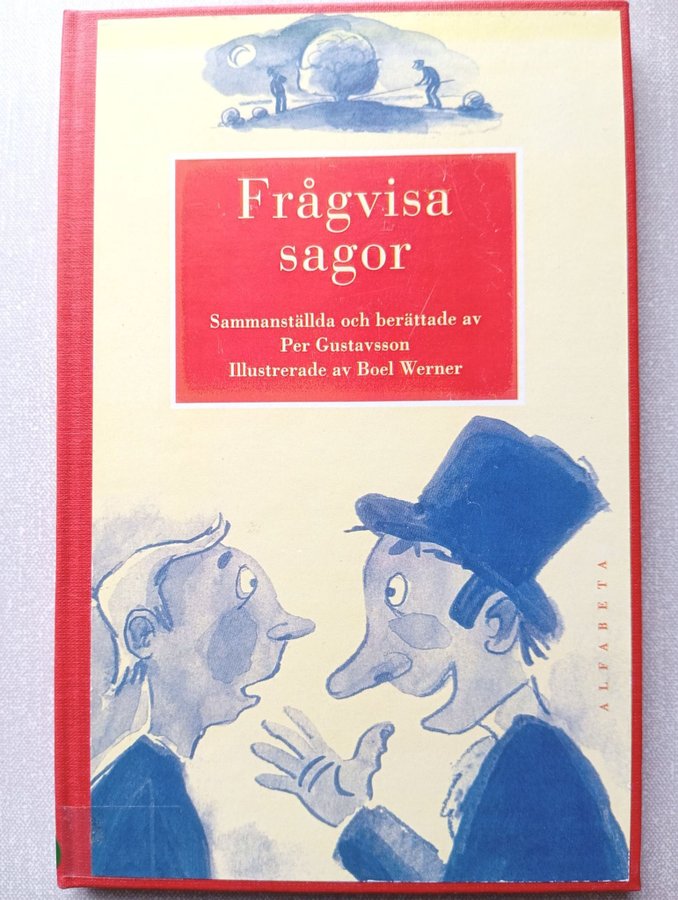 Frågvisa
sagor
Sammanställda och berättade av
Per Gustavsson
Illustrerade av Boel Werner
ALFABETA